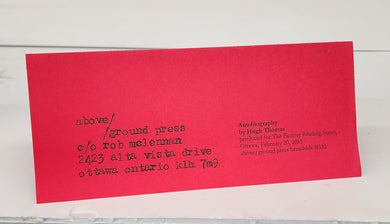 above/
/ground press
c/o rob mclennan
2423 alta vista drive
ottawa ontario k1h 7m9
Autobiography
by Hugh Thomas
produced for The Factory Reading Series,
Ottawa, February 20, 2015
above/ground press broadside